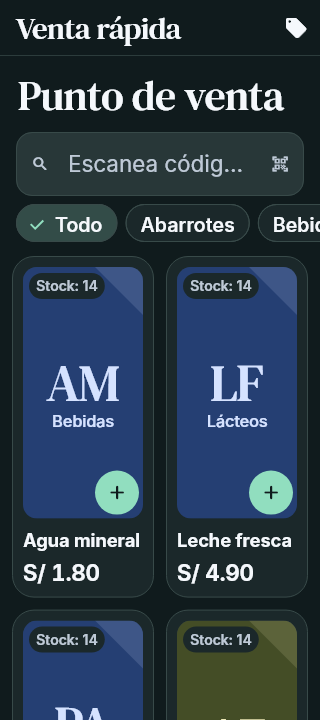 Venta rápida
Punto de venta
Escanea códig...
Todo
Abarrotes
Stock: 14
AM
Bebidas
Agua mineral
S/ 1.80
Stock: 14
LF
Lácteos
Leche fresca
S/ 4.90
Stock: 14
Stock: 14